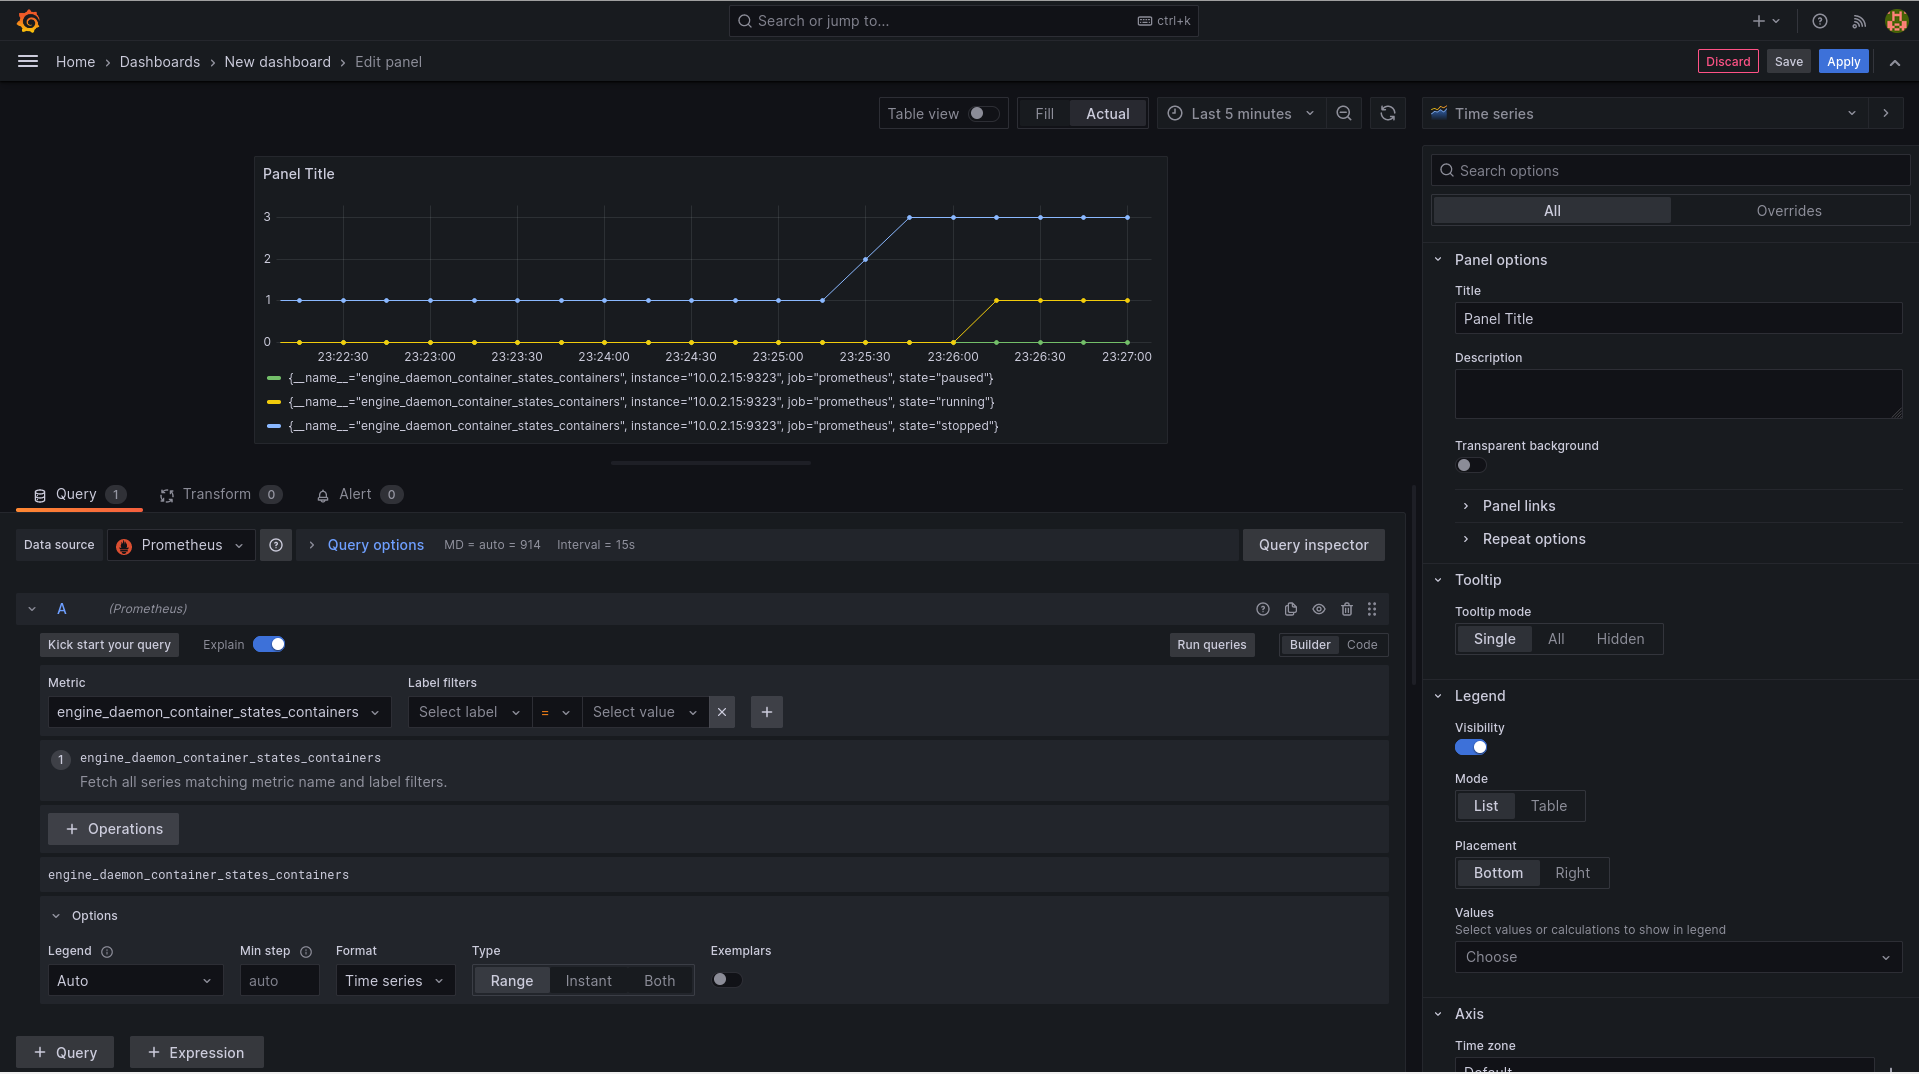 Search or jump to... ctrl+k
Home › Dashboards › New dashboard › Edit panel
Discard Save Apply
Table view Fill Actual Last 5 minutes
Time series
Panel Title
3
2
1
0
23:22:30 23:23:00 23:23:30 23:24:00 23:24:30 23:25:00 23:25:30 23:26:00 23:26:30 23:27:00
{__name__="engine_daemon_container_states_containers", instance="10.0.2.15:9323", job="prometheus", state="paused"}
{__name__="engine_daemon_container_states_containers", instance="10.0.2.15:9323", job="prometheus", state="running"}
{__name__="engine_daemon_container_states_containers", instance="10.0.2.15:9323", job="prometheus", state="stopped"}
Query 1 Transform 0 Alert 0
Data source Prometheus Query options MD = auto = 914 Interval = 15s Query inspector
A (Prometheus)
Kick start your query Explain Run queries Builder Code
Metric Label filters
engine_daemon_container_states_containers Select label = Select value
1 engine_daemon_container_states_containers
Fetch all series matching metric name and label filters.
+ Operations
engine_daemon_container_states_containers
Options
Legend Min step Format Type Exemplars
Auto auto Time series Range Instant Both
+ Query + Expression
Search options
All Overrides
Panel options
Title
Panel Title
Description
Transparent background
Panel links
Repeat options
Tooltip
Tooltip mode
Single All Hidden
Legend
Visibility
Mode
List Table
Placement
Bottom Right
Values
Select values or calculations to show in legend
Choose
Axis
Time zone
Default